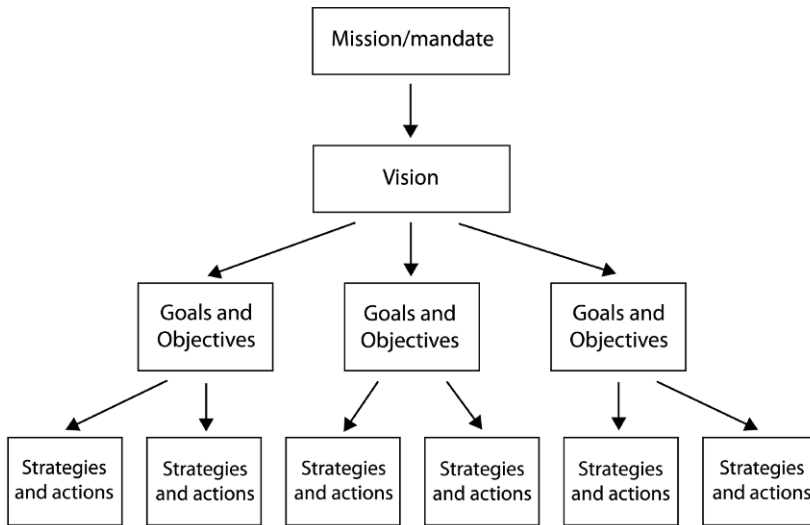 Mission/mandate
Vision
Goals and
Objectives
Goals and
Objectives
Goals and
Objectives
Strategies
and actions
Strategies
and actions
Strategies
and actions
Strategies
and actions
Strategies
and actions
Strategies
and actions